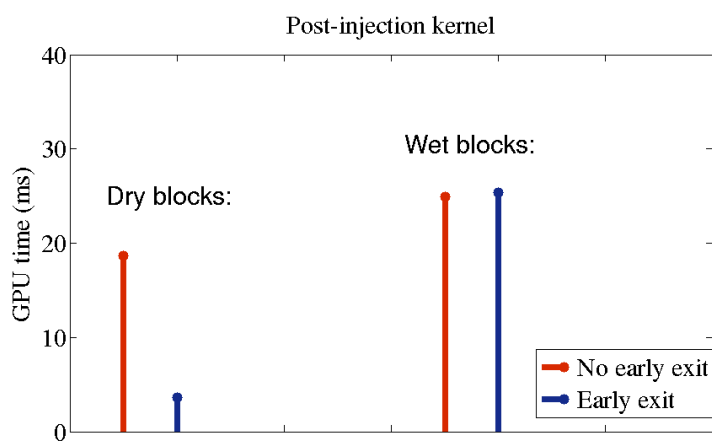 Post-injection kernel
40
30
20
10
0
GPU time (ms)
Dry blocks:
Wet blocks:
No early exit
Early exit